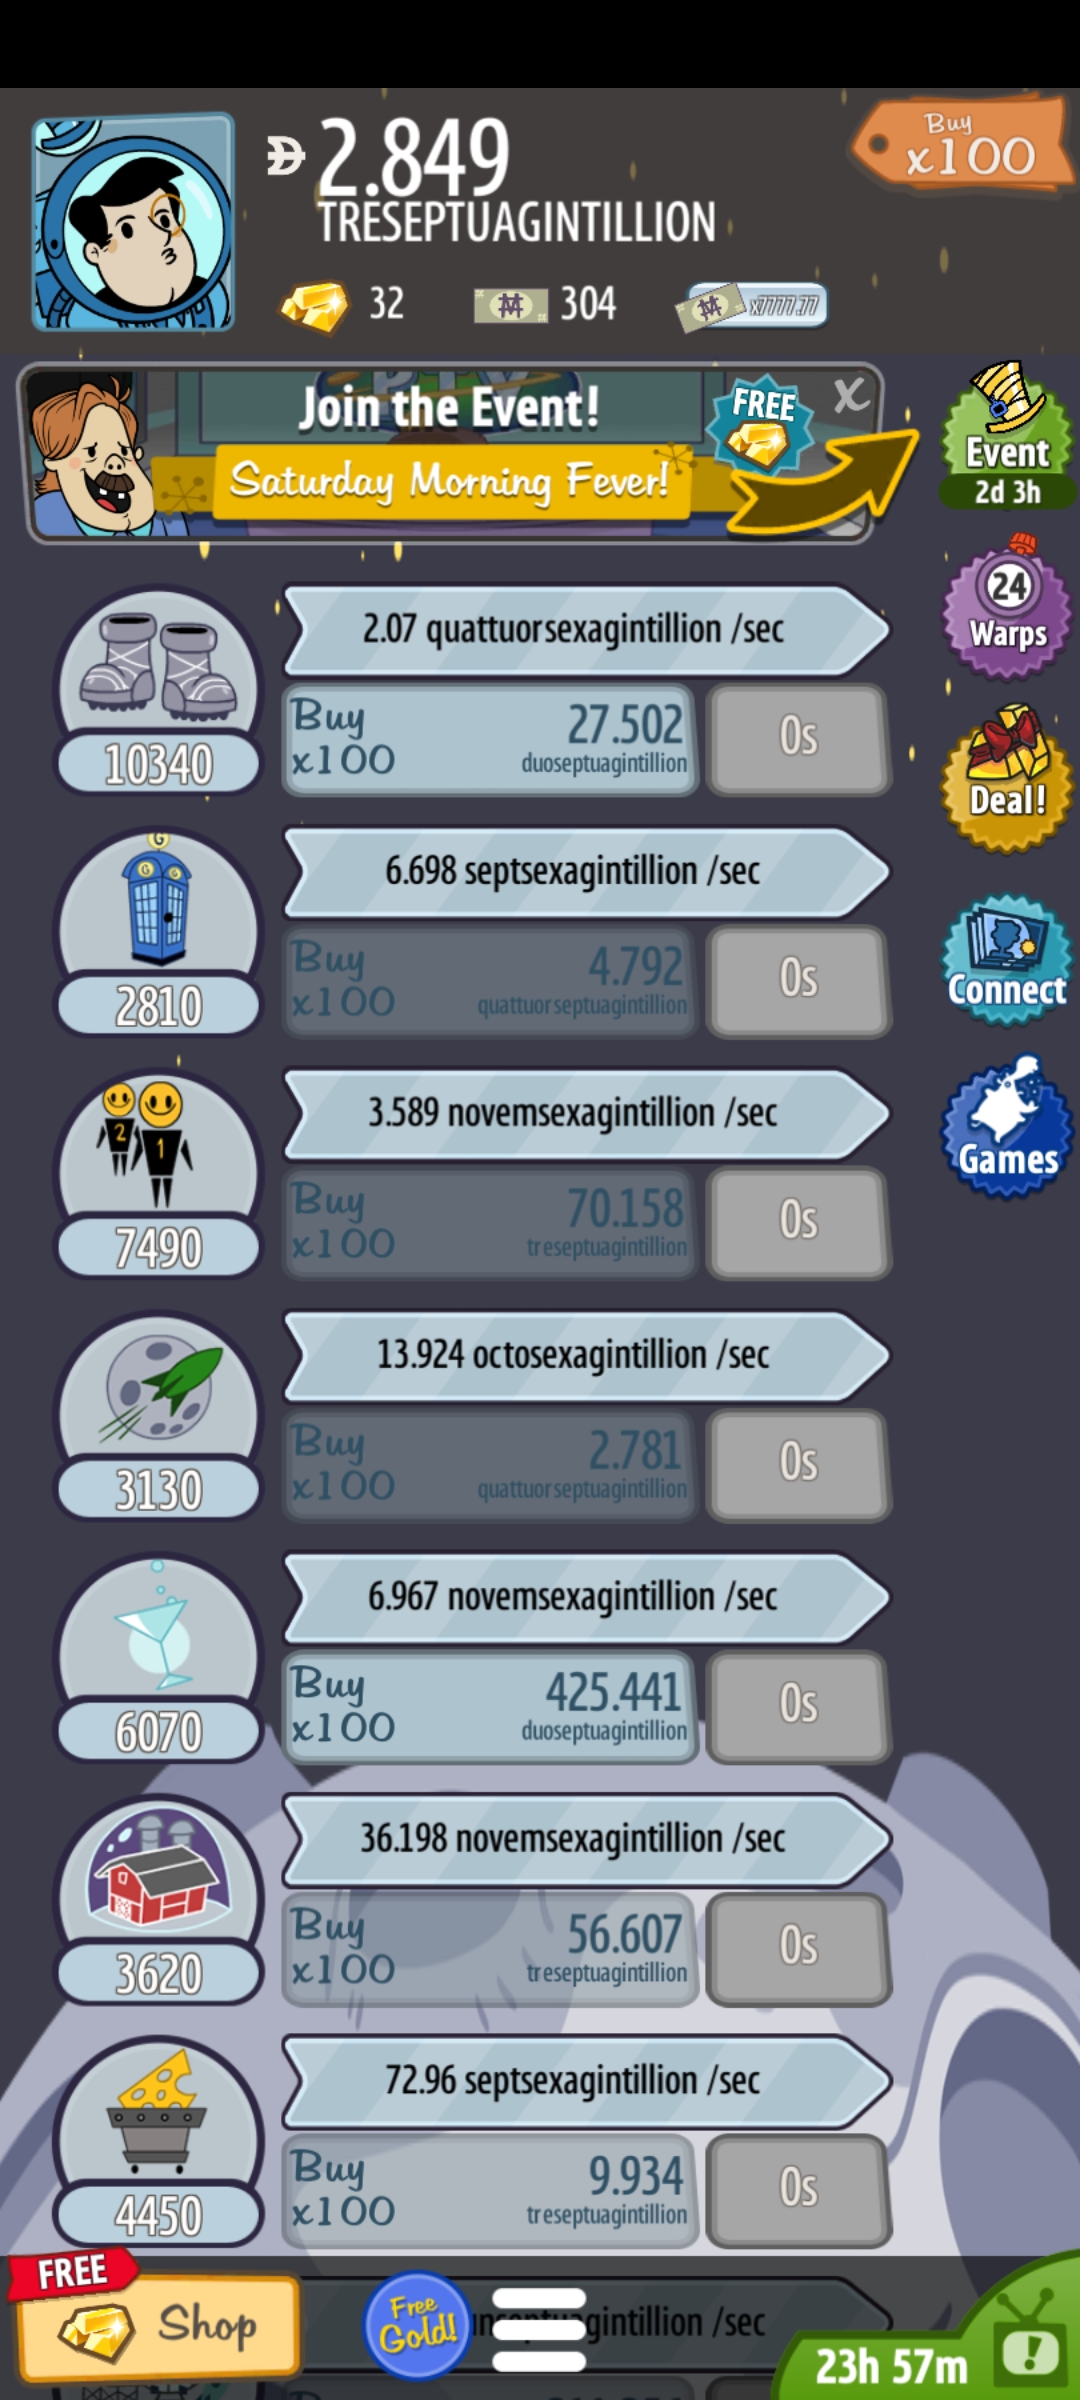 Buy
x100
2.849
TRESEPTUAGINTILLION
32
304
x7777.77
Join the Event!
FREE
X
Saturday Morning Fever!
Event
2d 3h
24
Warps
Deal!
Connect
Games
2.07 quattuorsexagintillion /sec
Buy
x100
27.502
duoseptuagintillion
0s
10340
6.698 septsexagintillion /sec
Buy
x100
4.792
quattuorseptuagintillion
0s
2810
2
1
3.589 novemsexagintillion /sec
Buy
x100
70.158
treseptuagintillion
0s
7490
13.924 octosexagintillion /sec
Buy
x100
2.781
quattuorseptuagintillion
0s
3130
6.967 novemsexagintillion /sec
Buy
x100
425.441
duoseptuagintillion
0s
6070
36.198 novemsexagintillion /sec
Buy
x100
56.607
treseptuagintillion
0s
3620
72.96 septsexagintillion /sec
Buy
x100
9.934
treseptuagintillion
0s
4450
FREE
Shop
Free
Gold!
/sec
23h 57m